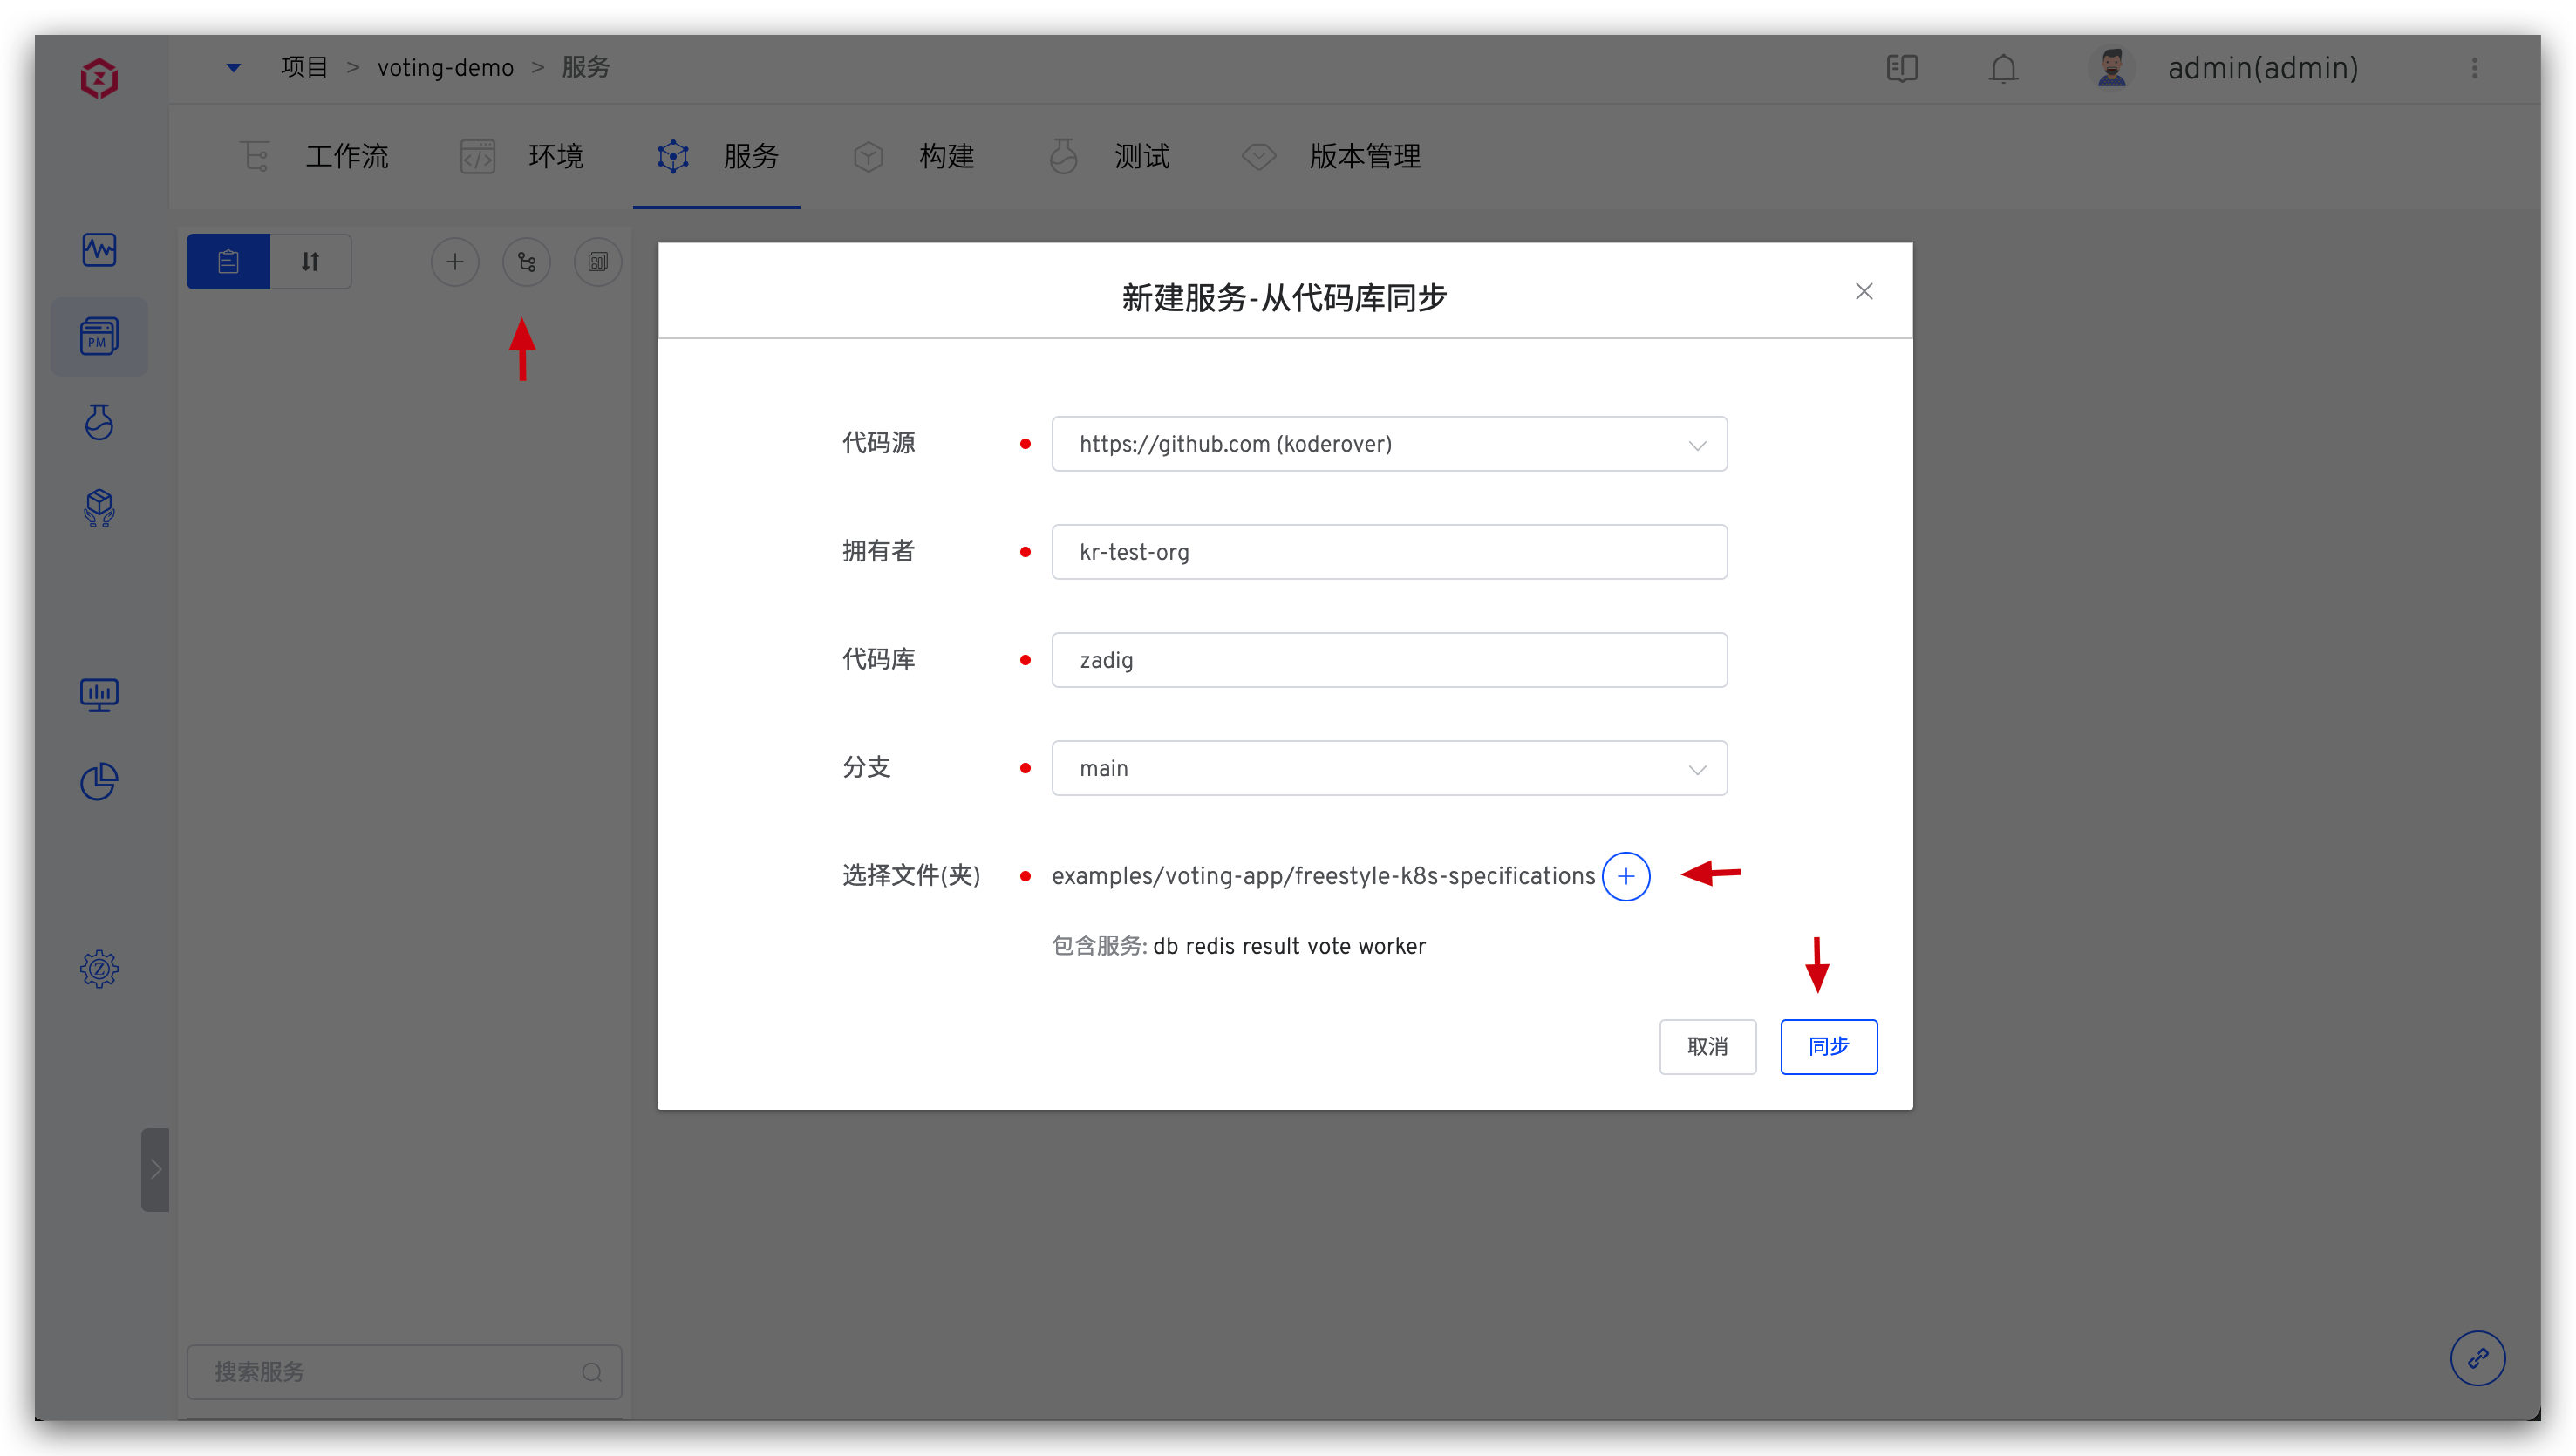 项目 > voting-demo > 服务
admin(admin)
工作流 环境 服务 构建 测试 版本管理
PM
新建服务-从代码库同步
代码源 https://github.com (koderover)
拥有者 kr-test-org
代码库 zadig
分支 main
选择文件(夹) examples/voting-app/freestyle-k8s-specifications
包含服务: db redis result vote worker
取消 同步
搜索服务